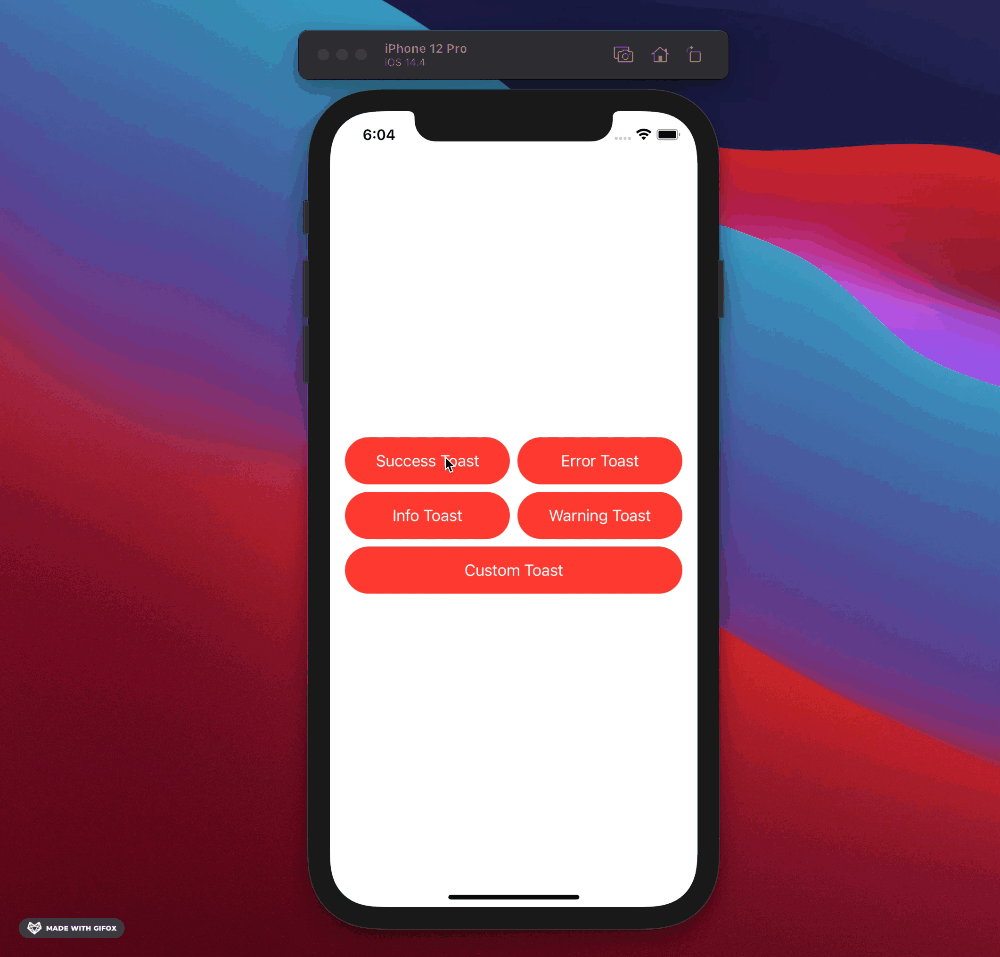 iPhone 12 Pro
iOS 14.4
6:04
Success Toast
Error Toast
Info Toast
Warning Toast
Custom Toast
MADE WITH GIFOX